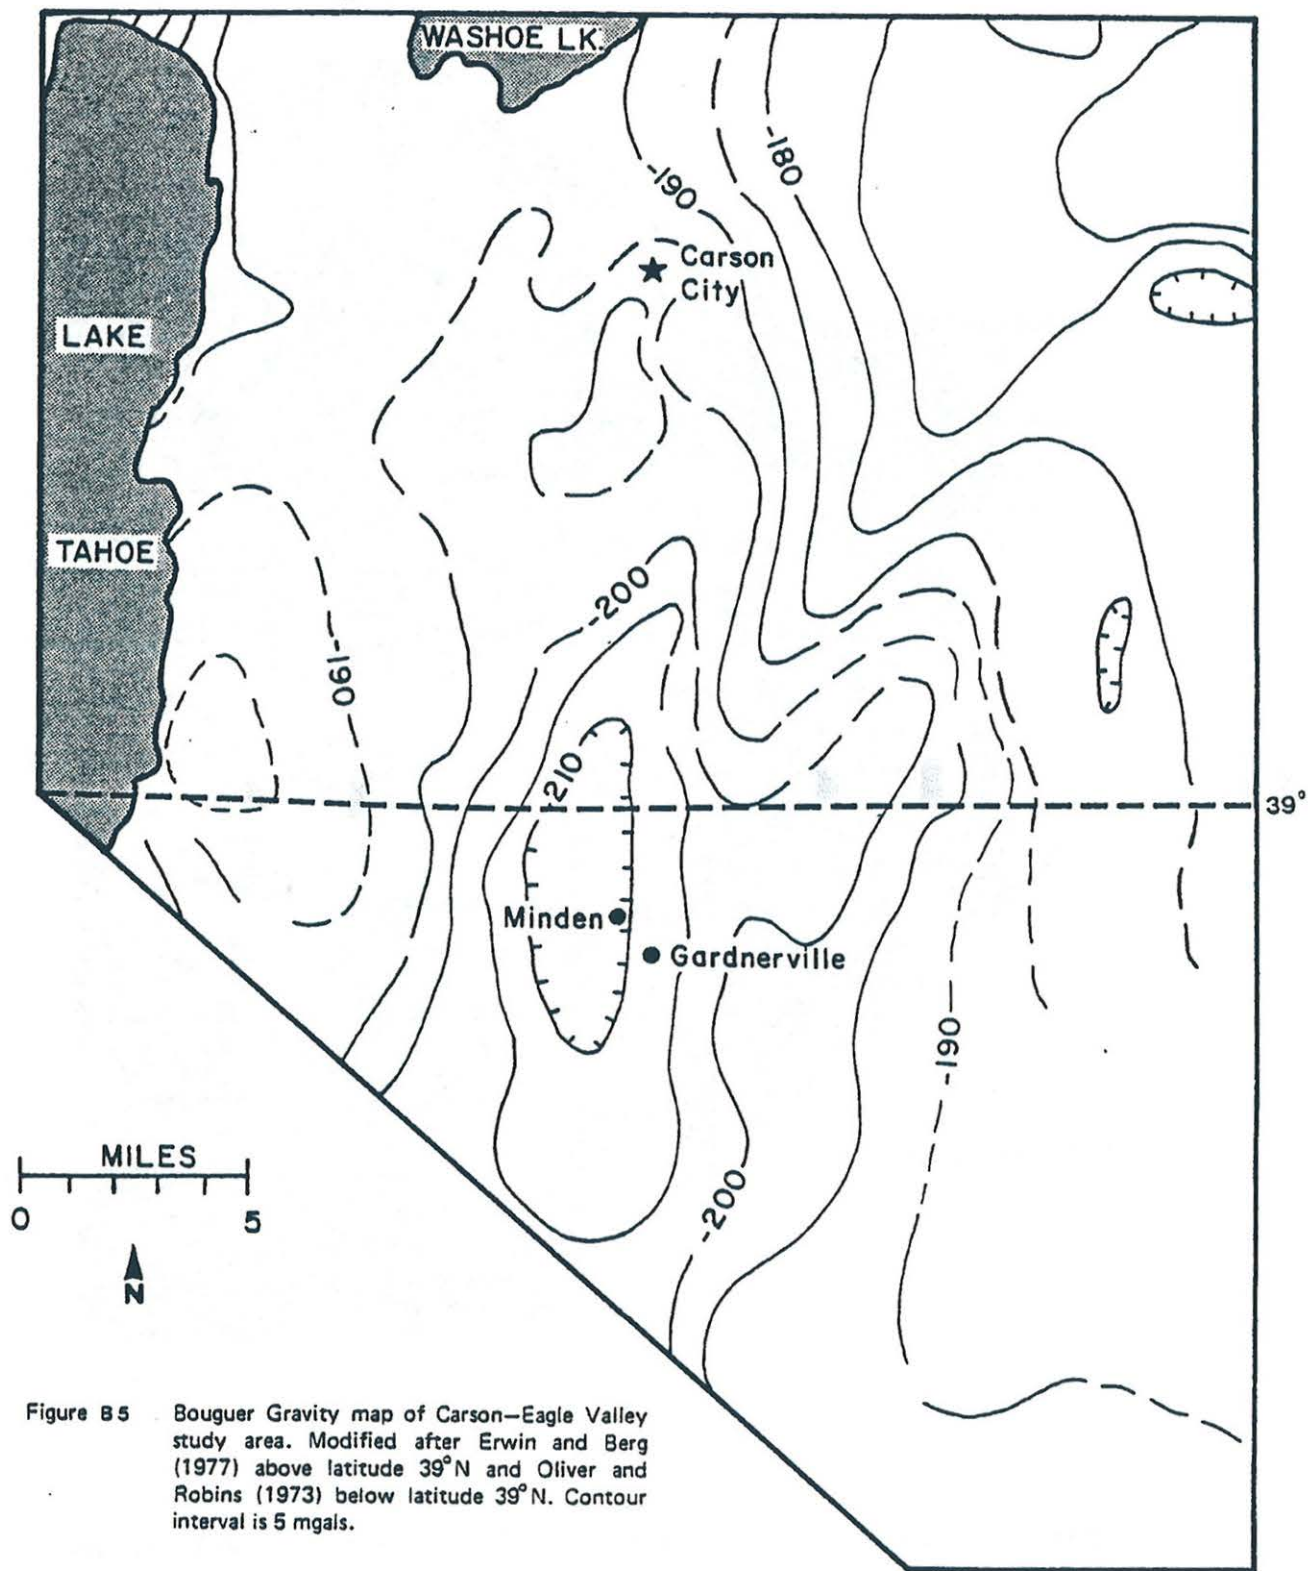 WASHOE LK.
-180
-190
Carson
City
LAKE
TAHOE
-200
-190
-210
39°
Minden
Gardnerville
-190
MILES
0 5
-200
N
Figure B5 Bouguer Gravity map of Carson—Eagle Valley
study area. Modified after Erwin and Berg
(1977) above latitude 39°N and Oliver and
Robins (1973) below latitude 39°N. Contour
interval is 5 mgals.